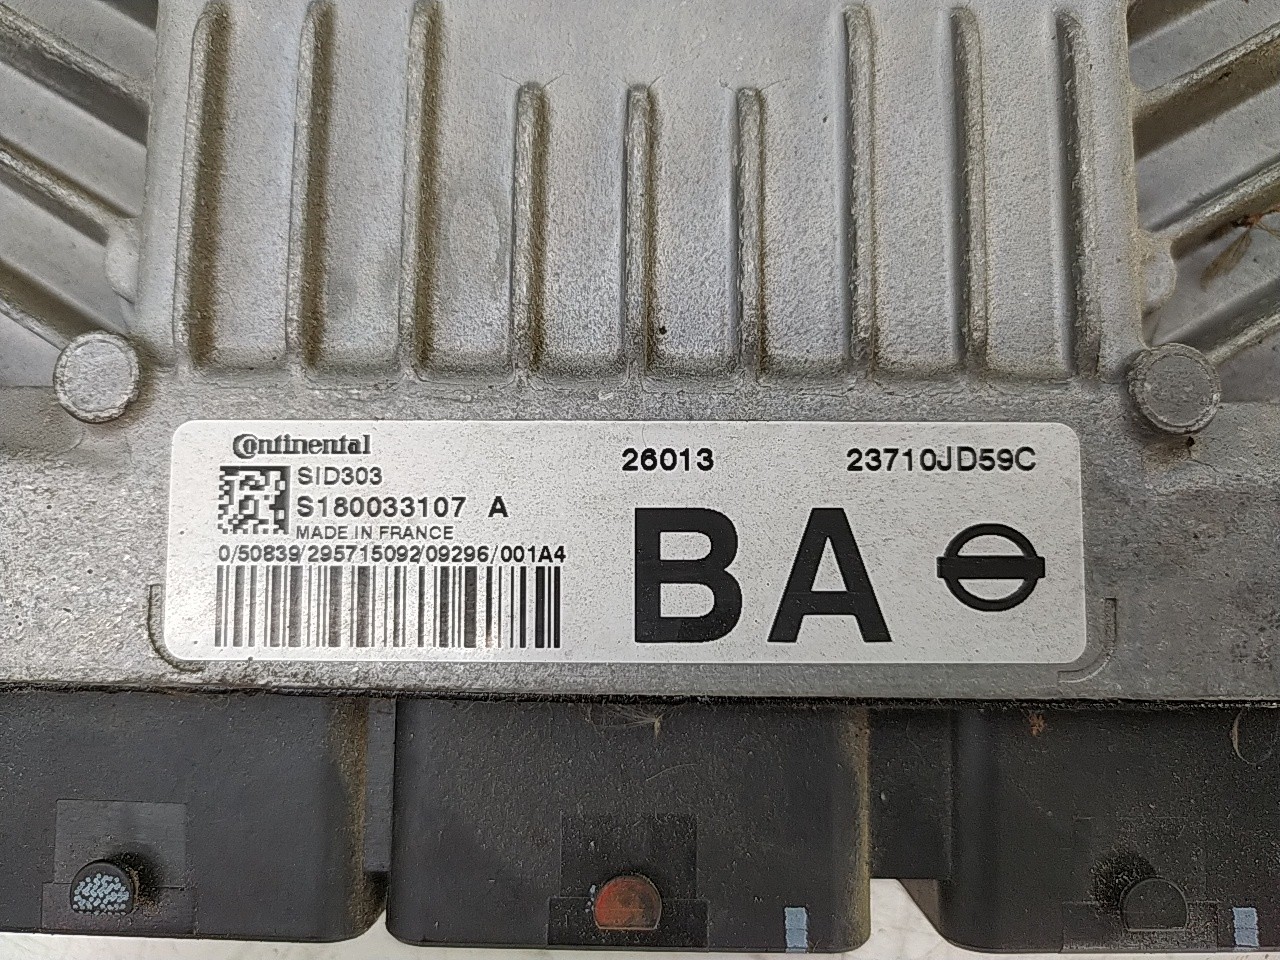 Continental
SID303
S180033107 A
MADE IN FRANCE
0/50839/295715092/09296/001A4
26013
23710JD59C
BA